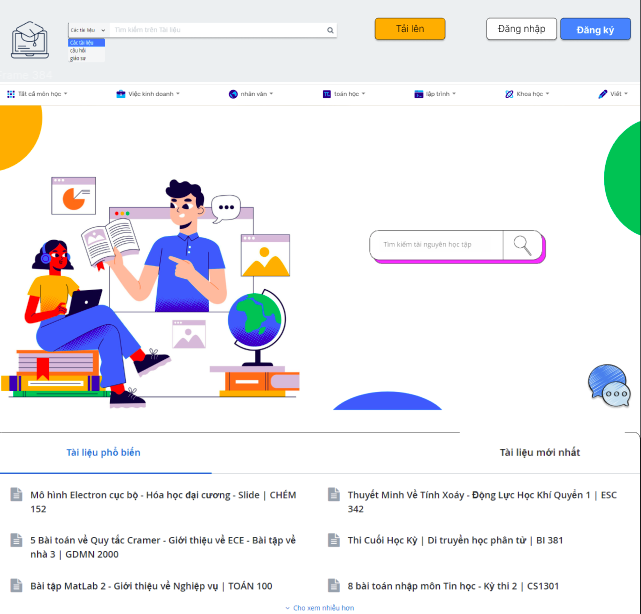 Các tài liệu
Tìm kiếm trên Tài liệu
Các tài liệu
câu hỏi
giáo sư
Tải lên
Đăng nhập
Đăng ký
Tất cả môn học
Việc kinh doanh
nhân văn
toán học
lập trình
Khoa học
Viết
Tìm kiếm tài nguyên học tập
Tài liệu phổ biến
Tài liệu mới nhất
Mô hình Electron cục bộ - Hóa học đại cương - Slide | CHÉM
152
Thuyết Minh Về Tính Xoáy - Động Lực Học Khí Quyển 1 | ESC
342
5 Bài toán về Quy tắc Cramer - Giới thiệu về ECE - Bài tập về
nhà 3 | GDMN 2000
Thi Cuối Học Kỳ | Di truyền học phân tử | BI 381
Bài tập MatLab 2 - Giới thiệu về Nghiệp vụ | TOÁN 100
8 bài toán nhập môn Tin học - Kỳ thi 2 | CS1301
Cho xem nhiều hơn